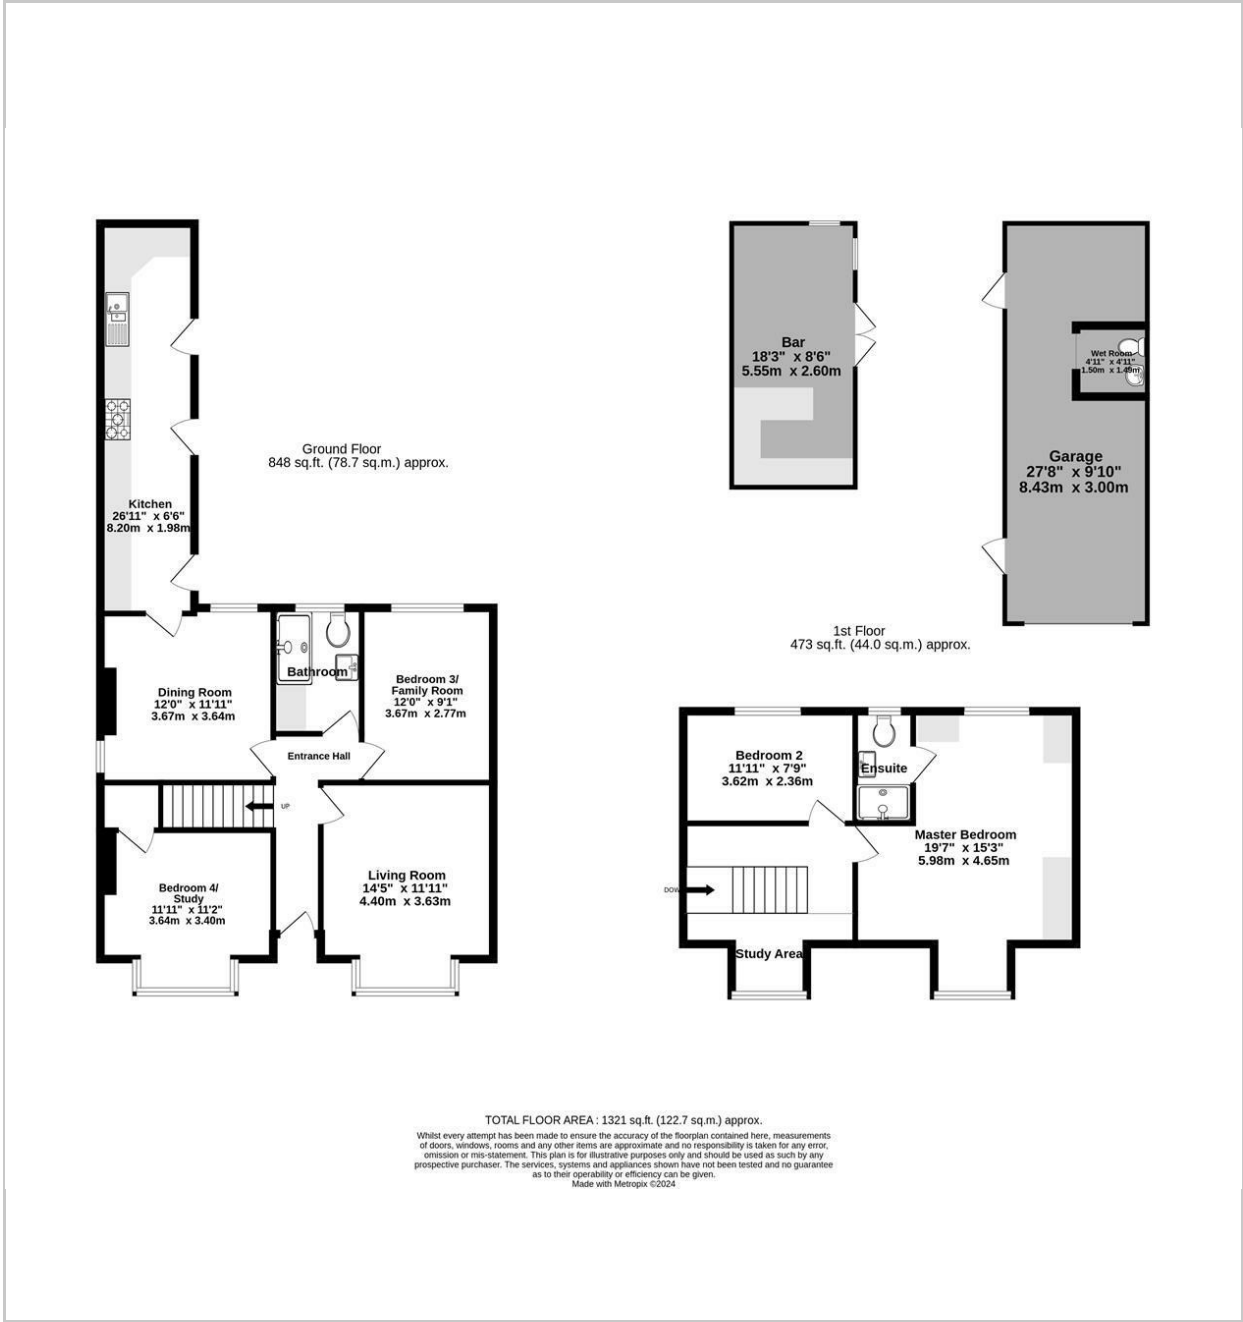 Ground Floor
848 sq.ft. (78.7 sq.m.) approx.
Kitchen
26'11" x 6'6"
8.20m x 1.98m
Dining Room
12'0" x 11'11"
3.67m x 3.64m
Bathroom
Bedroom 3/
Family Room
12'0" x 9'1"
3.67m x 2.77m
Entrance Hall
UP
Bedroom 4/
Study
11'11" x 11'2"
3.64m x 3.40m
Living Room
14'5" x 11'11"
4.40m x 3.63m
Bar
18'3" x 8'6"
5.55m x 2.60m
Wet Room
4'11" x 4'11"
1.50m x 1.49m
Garage
27'8" x 9'10"
8.43m x 3.00m
1st Floor
473 sq.ft. (44.0 sq.m.) approx.
Bedroom 2
11'11" x 7'9"
3.62m x 2.36m
Ensuite
Master Bedroom
19'7" x 15'3"
5.98m x 4.65m
DOW
Study Area
TOTAL FLOOR AREA : 1321 sq.ft. (122.7 sq.m.) approx.
Whilst every attempt has been made to ensure the accuracy of the floorplan contained here, measurements
of doors, windows, rooms and any other items are approximate and no responsibility is taken for any error,
omission or mis-statement. This plan is for illustrative purposes only and should be used as such by any
prospective purchaser. The services, systems and appliances shown have not been tested and no guarantee
as to their operability or efficiency can be given.
Made with Metropix ©2024